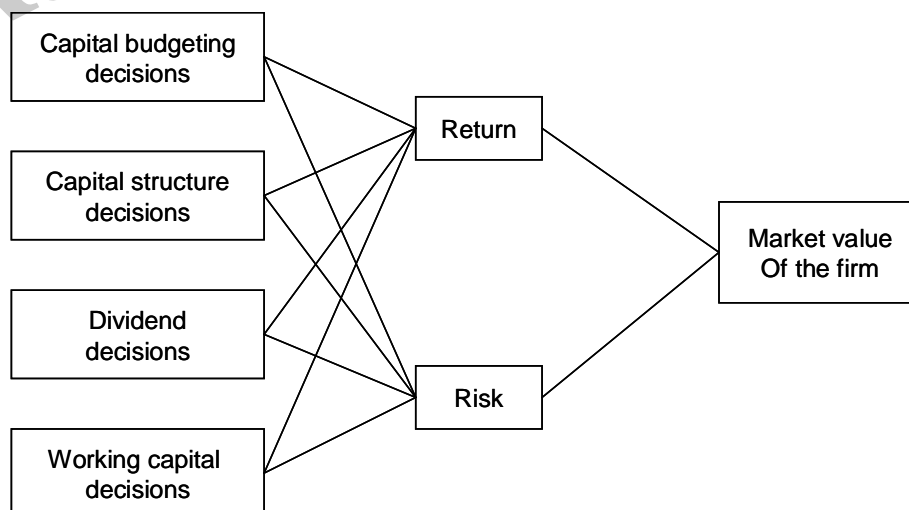 Capital budgeting
decisions
Return
Capital structure
decisions
Market value
Of the firm
Dividend
decisions
Risk
Working capital
decisions